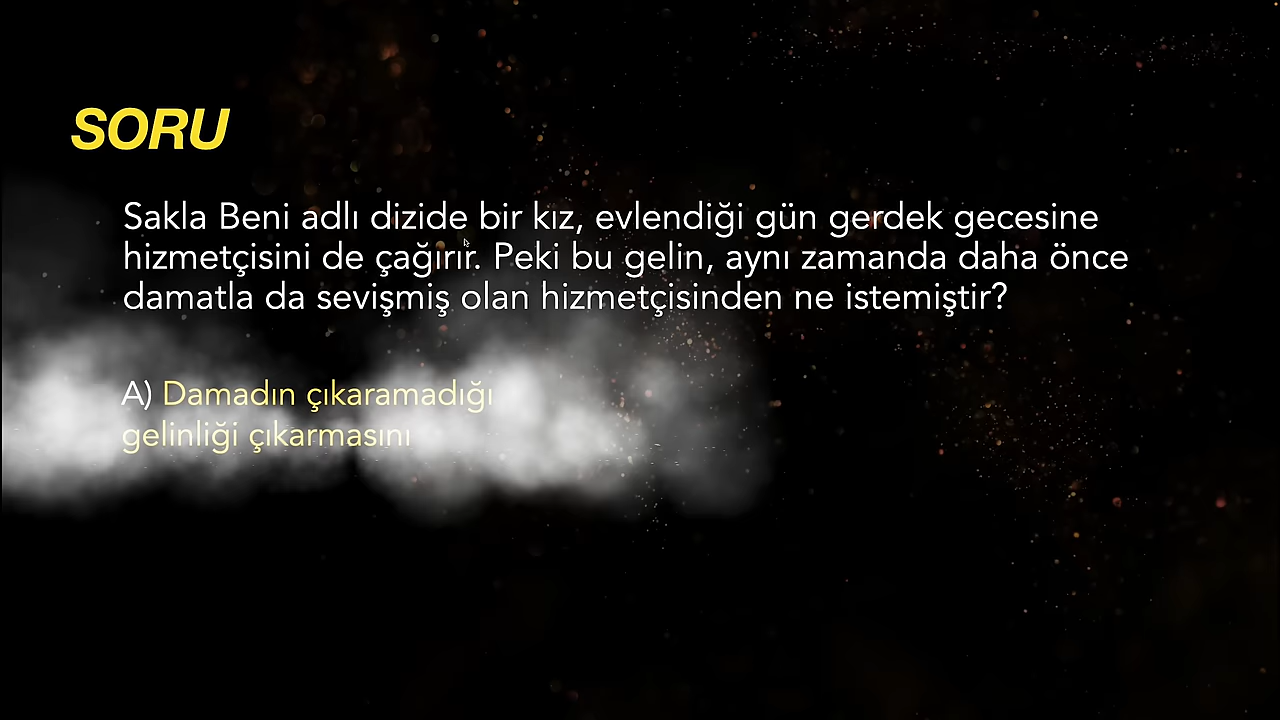 SORU
Sakla Beni adlı dizide bir kız, evlendiği gün gerdek gecesine
hizmetçisini de çağırır. Peki bu gelin, aynı zamanda daha önce
damatla da sevişmiş olan hizmetçisinden ne istemiştir?
A) Damadın çıkaramadığı
gelinliği çıkarmasını